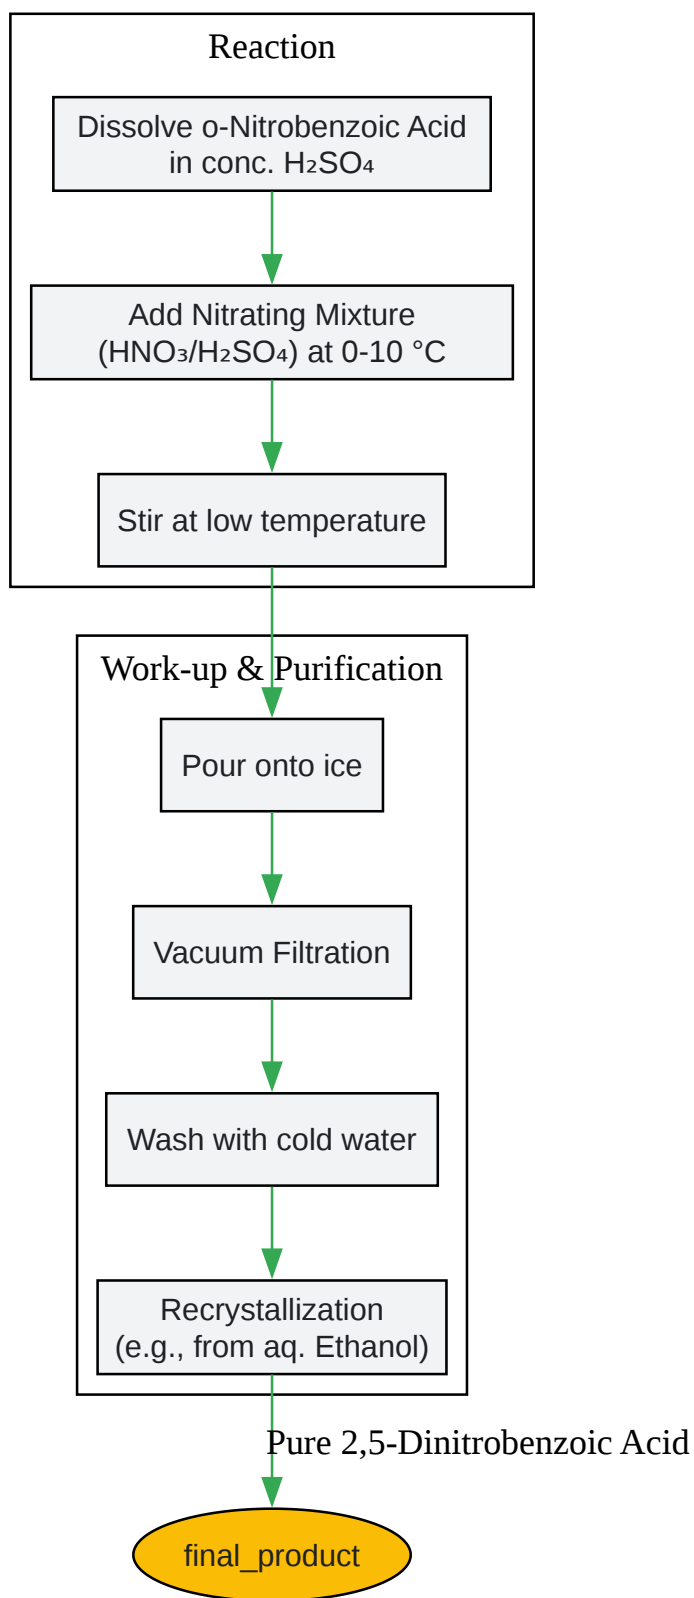 Reaction
Dissolve o-Nitrobenzoic Acid
in conc. H₂SO₄
Add Nitrating Mixture
(HNO₃/H₂SO₄) at 0-10 °C
Stir at low temperature
Work-up & Purification
Pour onto ice
Vacuum Filtration
Wash with cold water
Recrystallization
(e.g., from aq. Ethanol)
Pure 2,5-Dinitrobenzoic Acid
final_product